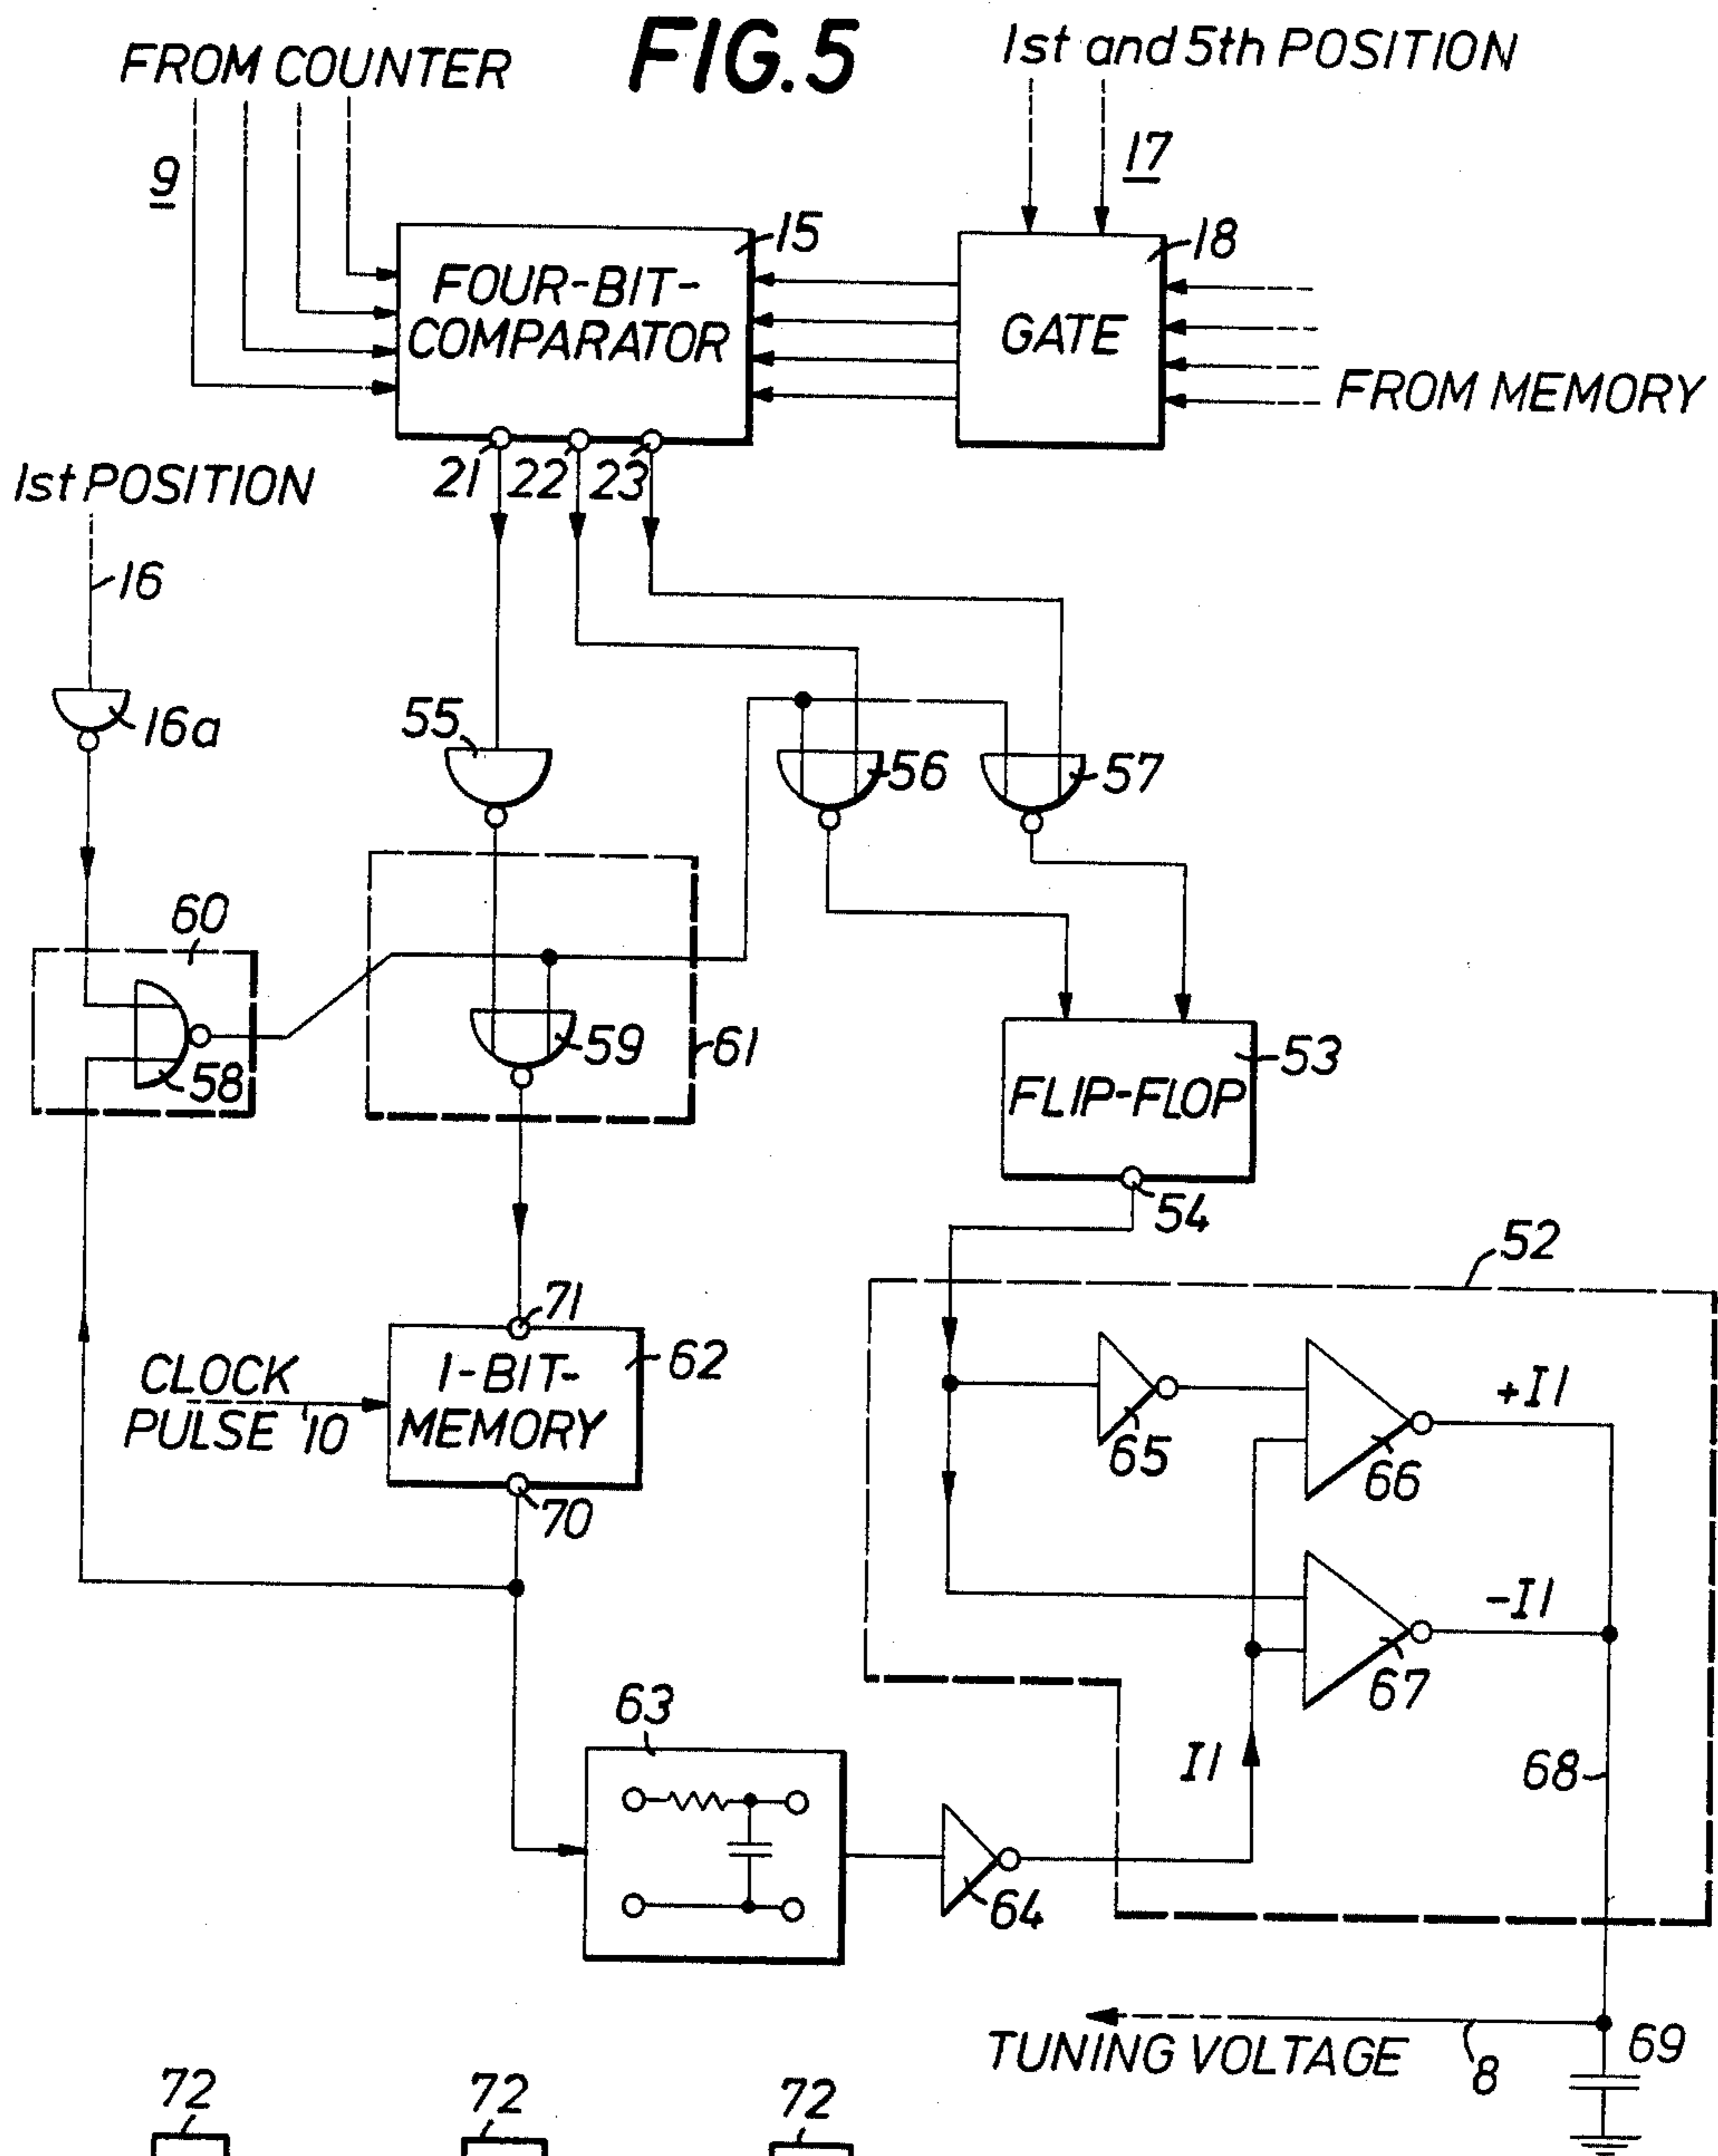 FIG.5
FROM COUNTER
1st and 5th POSITION
9
17
15
18
FOUR-BIT-
COMPARATOR
GATE
FROM MEMORY
21 22 23
1st POSITION
16
16a
55
56
57
60
58
59
61
53
FLIP-FLOP
54
52
71
62
CLOCK
PULSE 10
1-BIT-
MEMORY
70
65
66
+I1
-I1
67
63
I1
68
64
TUNING VOLTAGE
8
69
72 72 72